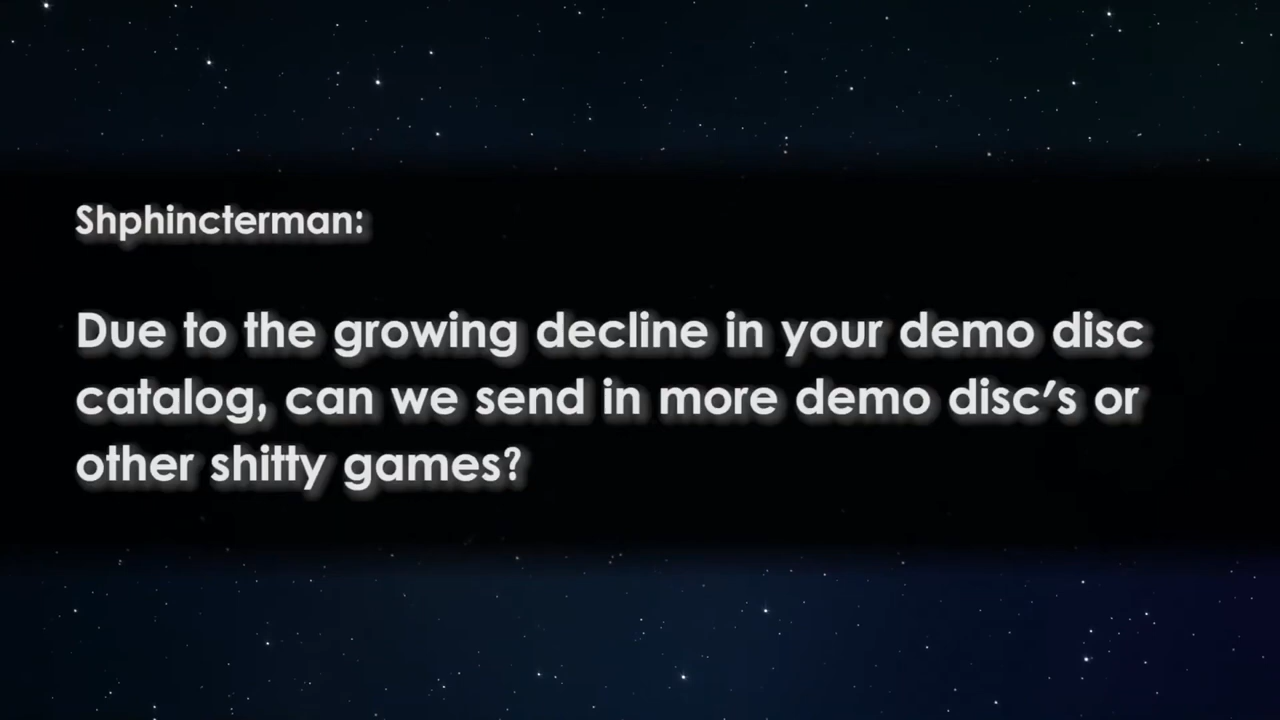 Shphincterman:
Due to the growing decline in your demo disc
catalog, can we send in more demo disc's or
other shitty games?